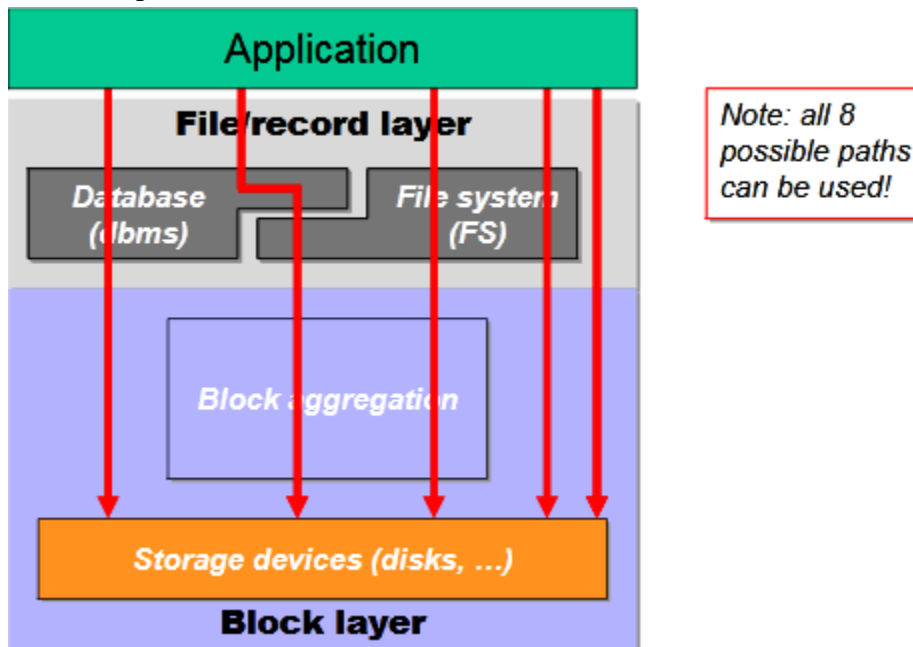 Application
File/record layer
Database
(dbms)
File system
(FS)
Block aggregation
Storage devices (disks, ...)
Block layer
Note: all 8
possible paths
can be used!